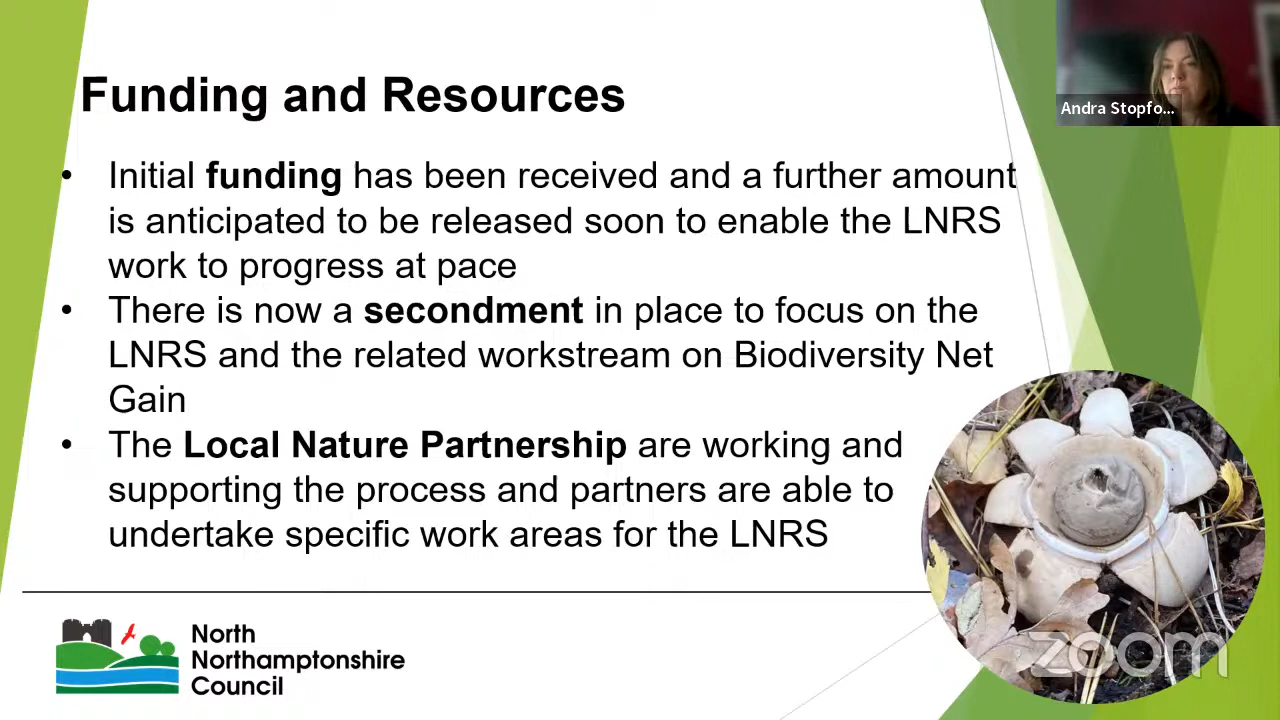 Funding and Resources
Andra Stopfo...
• Initial funding has been received and a further amount
is anticipated to be released soon to enable the LNRS
work to progress at pace
• There is now a secondment in place to focus on the
LNRS and the related workstream on Biodiversity Net
Gain
• The Local Nature Partnership are working and
supporting the process and partners are able to
undertake specific work areas for the LNRS
North
Northamptonshire
Council
zoom